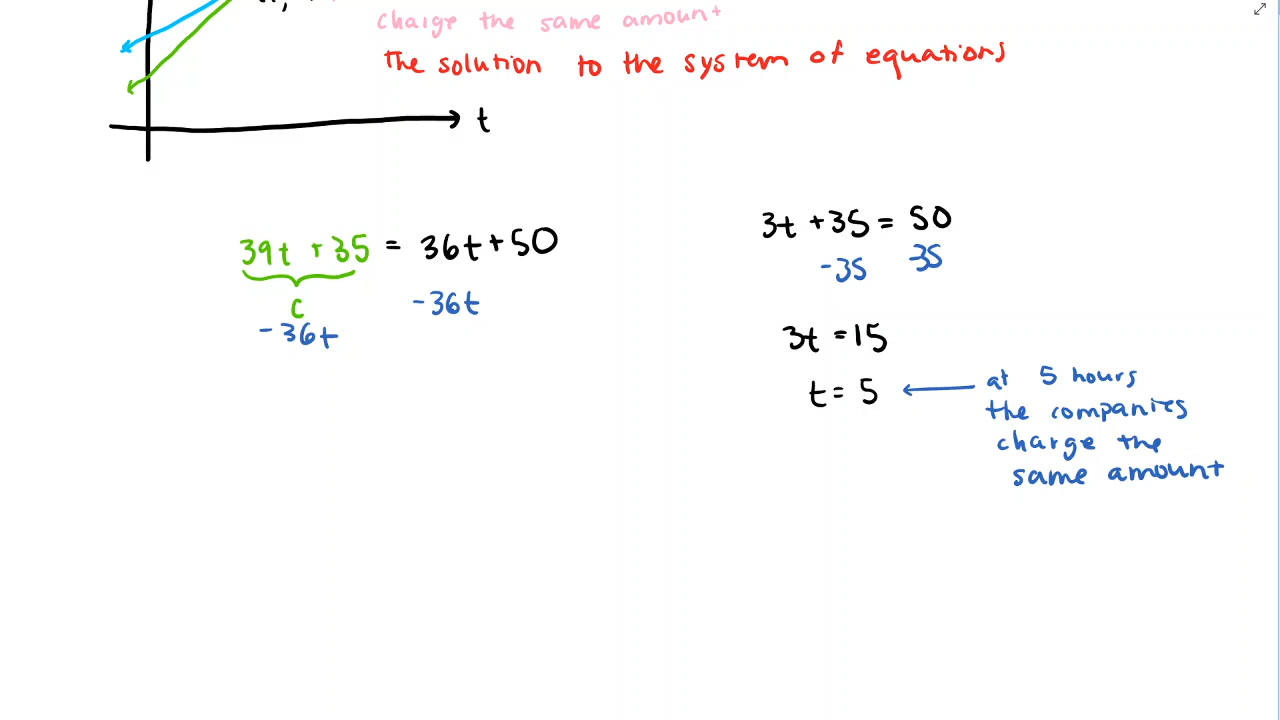 charge the same amount
The solution to the system of equations
t
39t + 35 = 36t + 50
c
-36t
-36t
3t + 35 = 50
-35 35
3t = 15
t = 5
at 5 hours
the companies
charge the
same amount